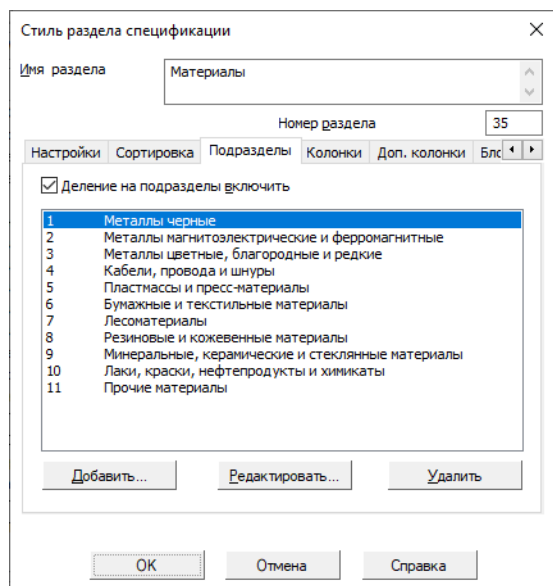 Стиль раздела спецификации
Имя раздела
Материалы
Номер раздела 35
Настройки Сортировка Подразделы Колонки Доп. колонки
Деление на подразделы включить
1 Металлы черные
2 Металлы магнитоэлектрические и ферромагнитные
3 Металлы цветные, благородные и редкие
4 Кабели, провода и шнуры
5 Пластмассы и пресс-материалы
6 Бумажные и текстильные материалы
7 Лесоматериалы
8 Резиновые и кожевенные материалы
9 Минеральные, керамические и стеклянные материалы
10 Лаки, краски, нефтепродукты и химикаты
11 Прочие материалы
Добавить... Редактировать... Удалить
OK Отмена Справка